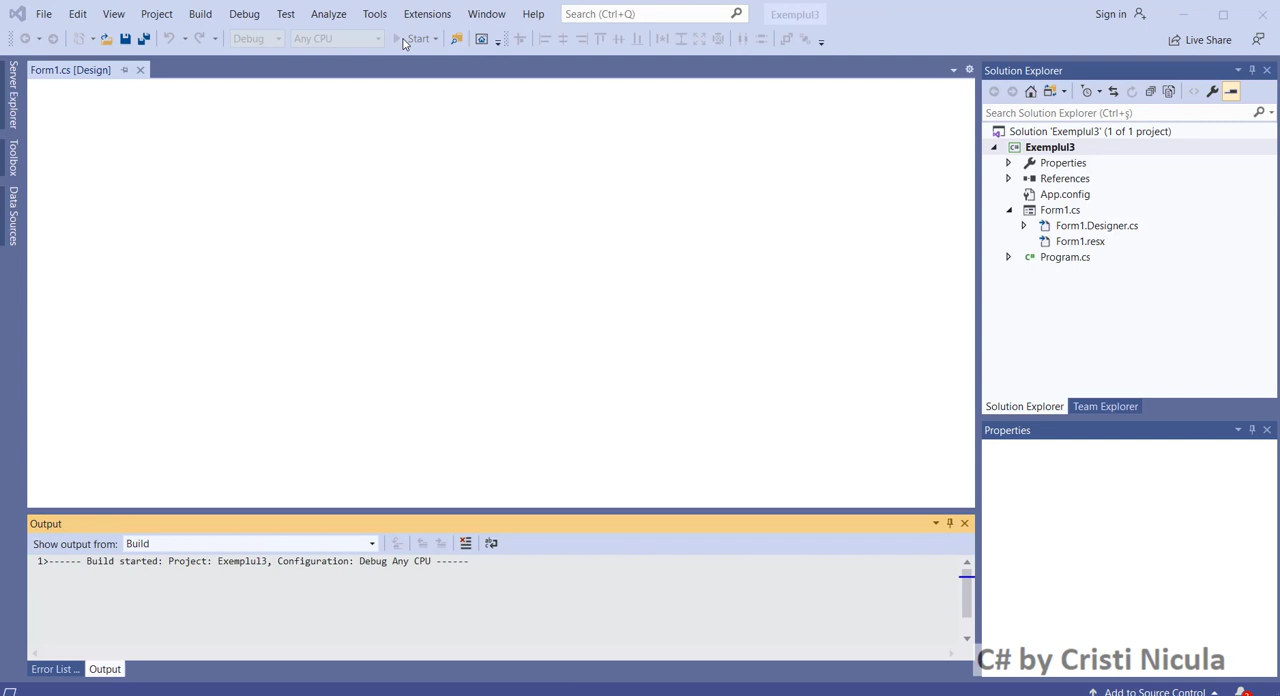 File Edit View Project Build Debug Test Analyze Tools Extensions Window Help Search (Ctrl+Q) Exemplul3 Sign in
Debug Any CPU Start Live Share
Server Explorer
Toolbox
Data Sources
Form1.cs [Design]
Solution Explorer
Search Solution Explorer (Ctrl+ş)
Solution 'Exemplul3' (1 of 1 project)
C# Exemplul3
Properties
References
App.config
Form1.cs
Form1.Designer.cs
Form1.resx
C# Program.cs
Solution Explorer Team Explorer
Properties
Output
Show output from: Build
1>------ Build started: Project: Exemplul3, Configuration: Debug Any CPU ------
Error List ... Output
C# by Cristi Nicula
Add to Source Control
2